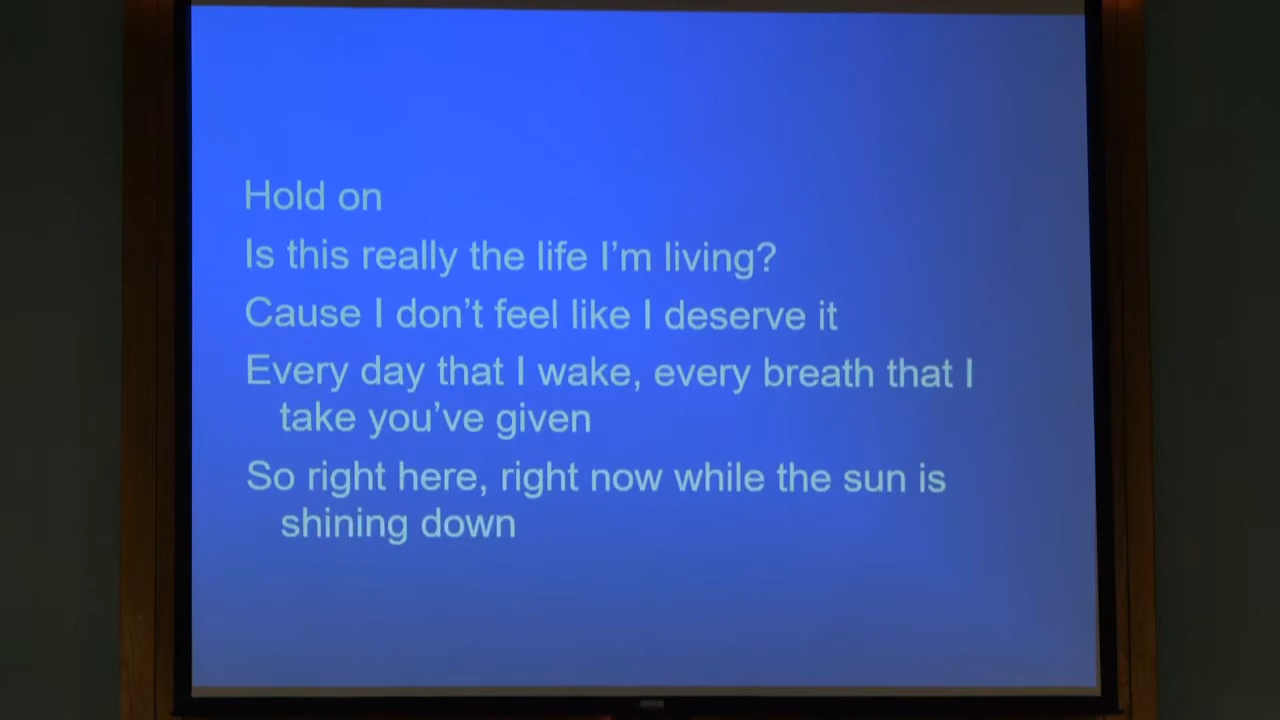 Hold on
Is this really the life I’m living?
Cause I don’t feel like I deserve it
Every day that I wake, every breath that I
take you’ve given
So right here, right now while the sun is
shining down